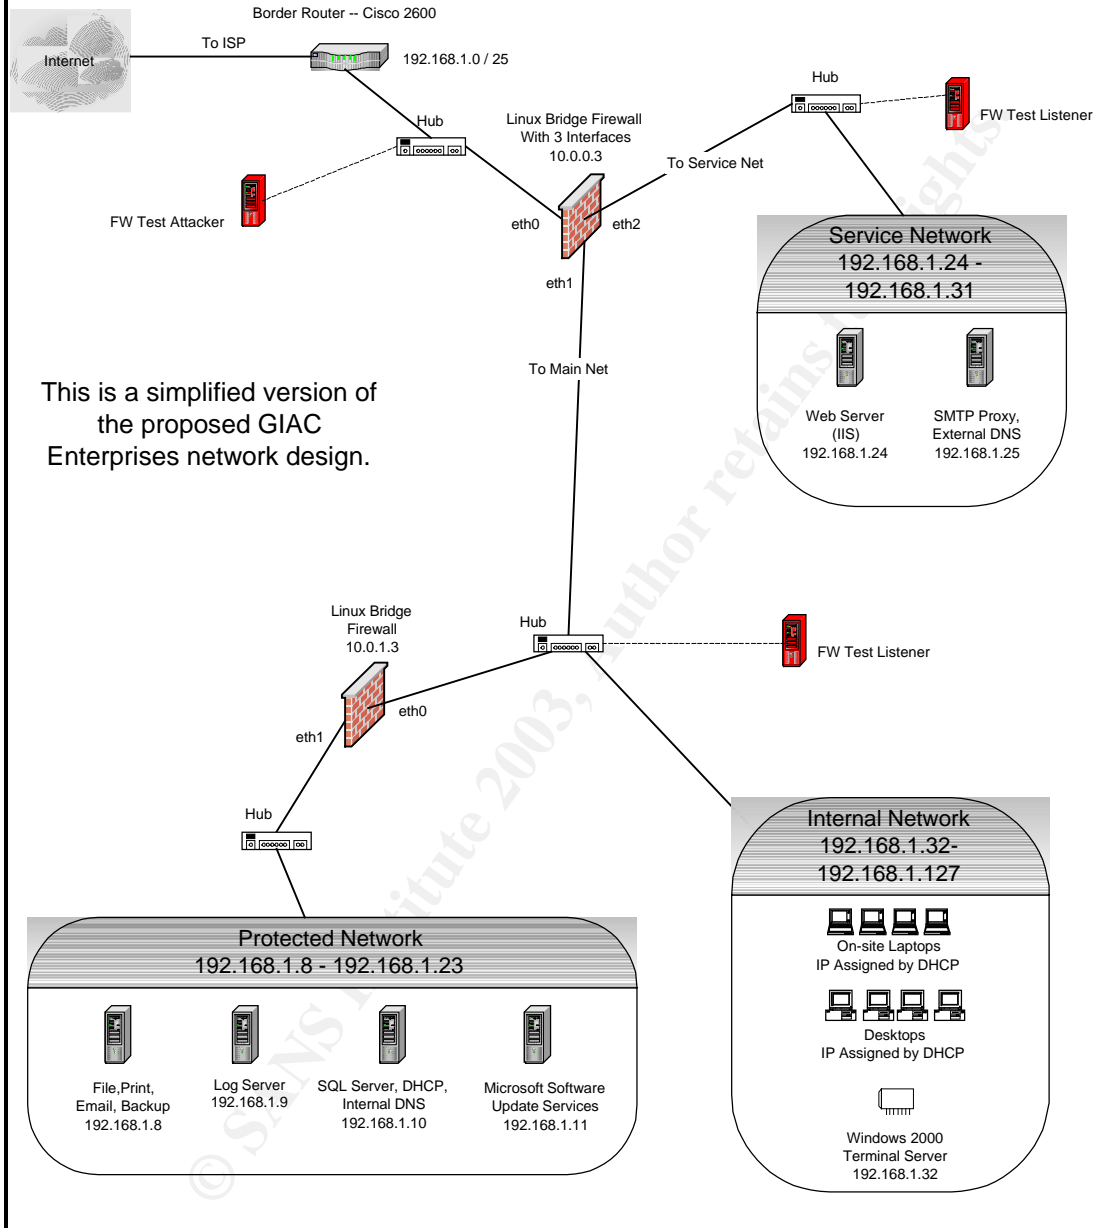 Border Router -- Cisco 2600
To ISP
Internet
192.168.1.0 / 25
Hub
FW Test Listener
Hub
Linux Bridge Firewall
With 3 Interfaces
10.0.0.3
To Service Net
FW Test Attacker
eth0
eth2
eth1
Service Network
192.168.1.24 -
192.168.1.31
Web Server
(IIS)
192.168.1.24
SMTP Proxy,
External DNS
192.168.1.25
To Main Net
This is a simplified version of
the proposed GIAC
Enterprises network design.
Linux Bridge
Firewall
10.0.1.3
Hub
FW Test Listener
eth0
eth1
Hub
Internal Network
192.168.1.32-
192.168.1.127
On-site Laptops
IP Assigned by DHCP
Desktops
IP Assigned by DHCP
Windows 2000
Terminal Server
192.168.1.32
Protected Network
192.168.1.8 - 192.168.1.23
File,Print,
Email, Backup
192.168.1.8
Log Server
192.168.1.9
SQL Server, DHCP,
Internal DNS
192.168.1.10
Microsoft Software
Update Services
192.168.1.11
© SANS Institute 2003, Author retains full rights